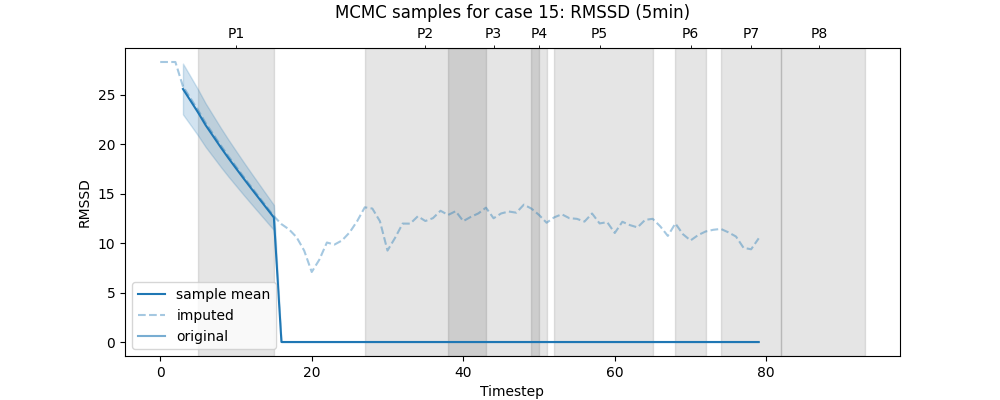 MCMC samples for case 15: RMSSD (5min)
P1 P2 P3 P4 P5 P6 P7 P8
RMSSD
25
20
15
10
5
0
sample mean
imputed
original
0 20 40 60 80
Timestep